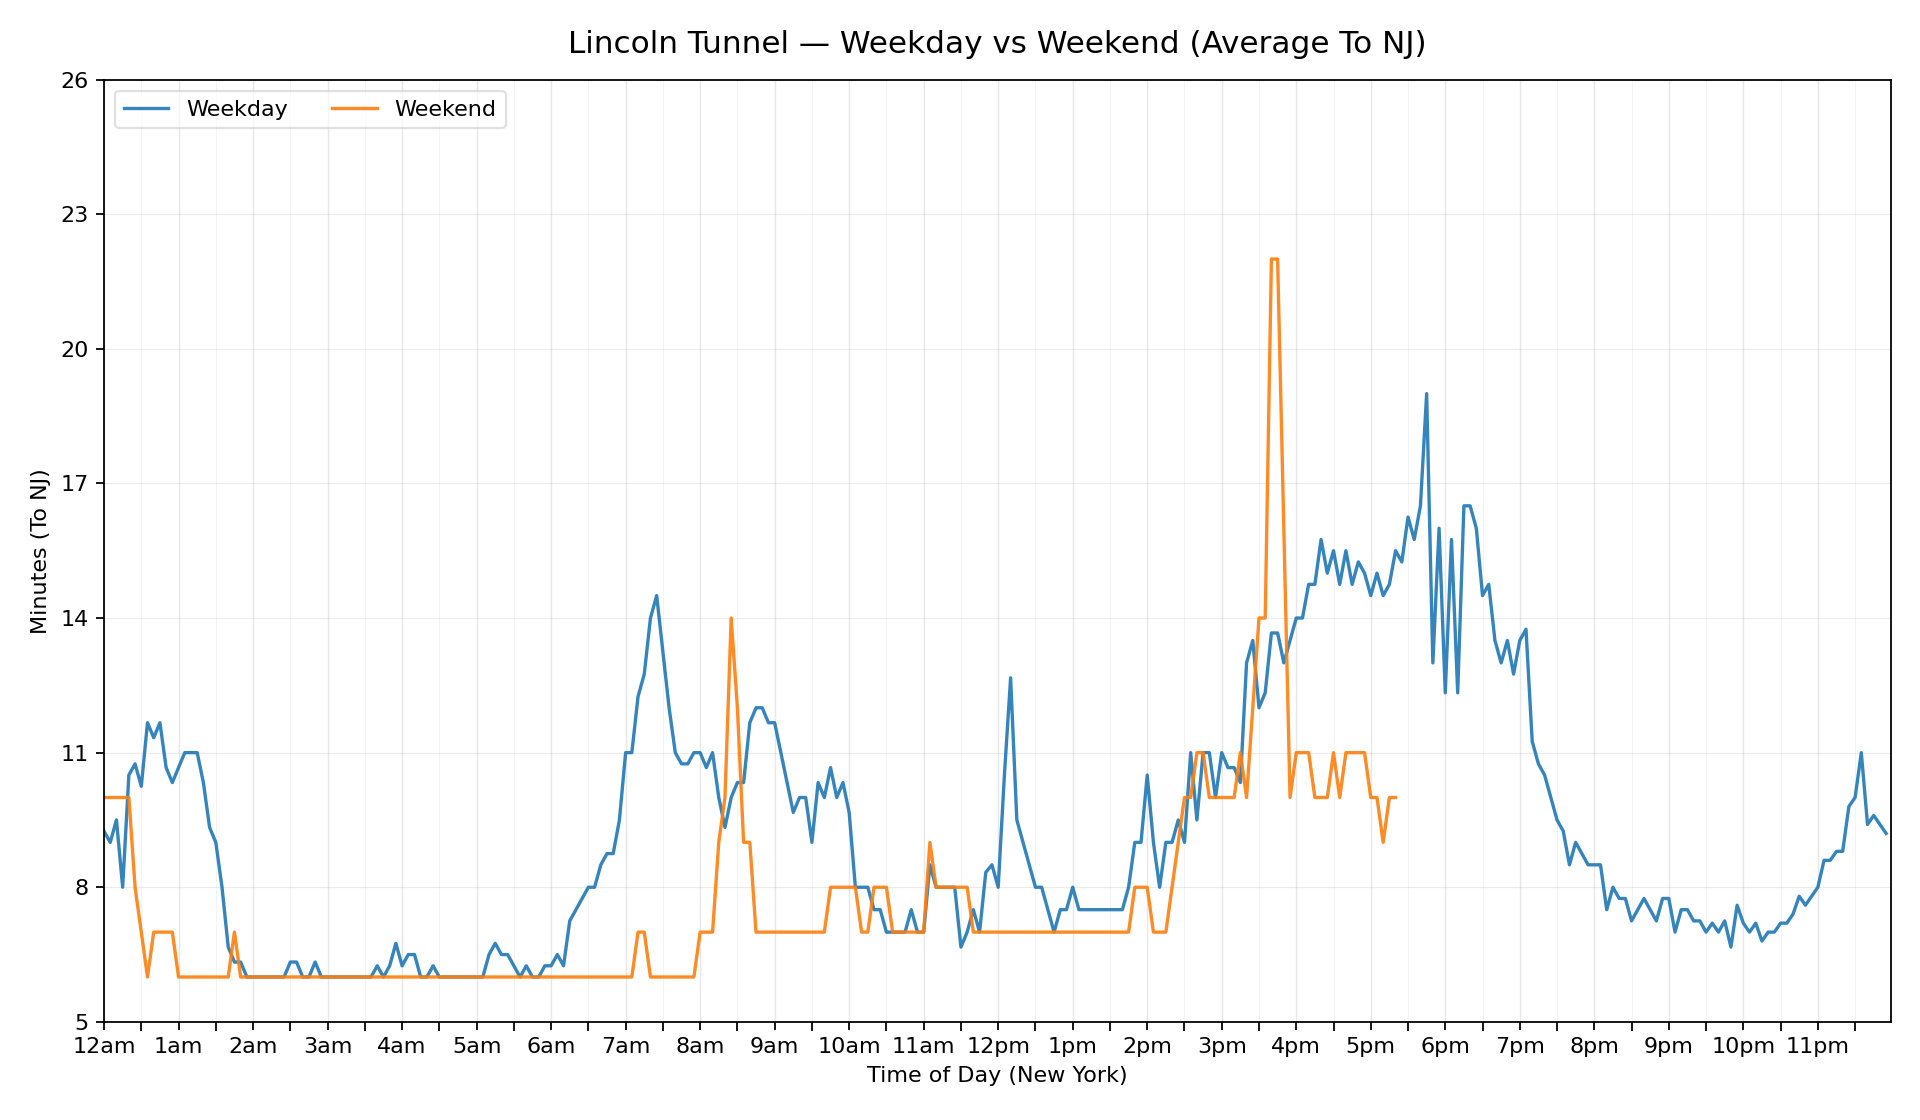 Lincoln Tunnel — Weekday vs Weekend (Average To NJ)
Weekday Weekend
26
23
20
17
14
11
8
5
Minutes (To NJ)
12am 1am 2am 3am 4am 5am 6am 7am 8am 9am 10am 11am 12pm 1pm 2pm 3pm 4pm 5pm 6pm 7pm 8pm 9pm 10pm 11pm
Time of Day (New York)